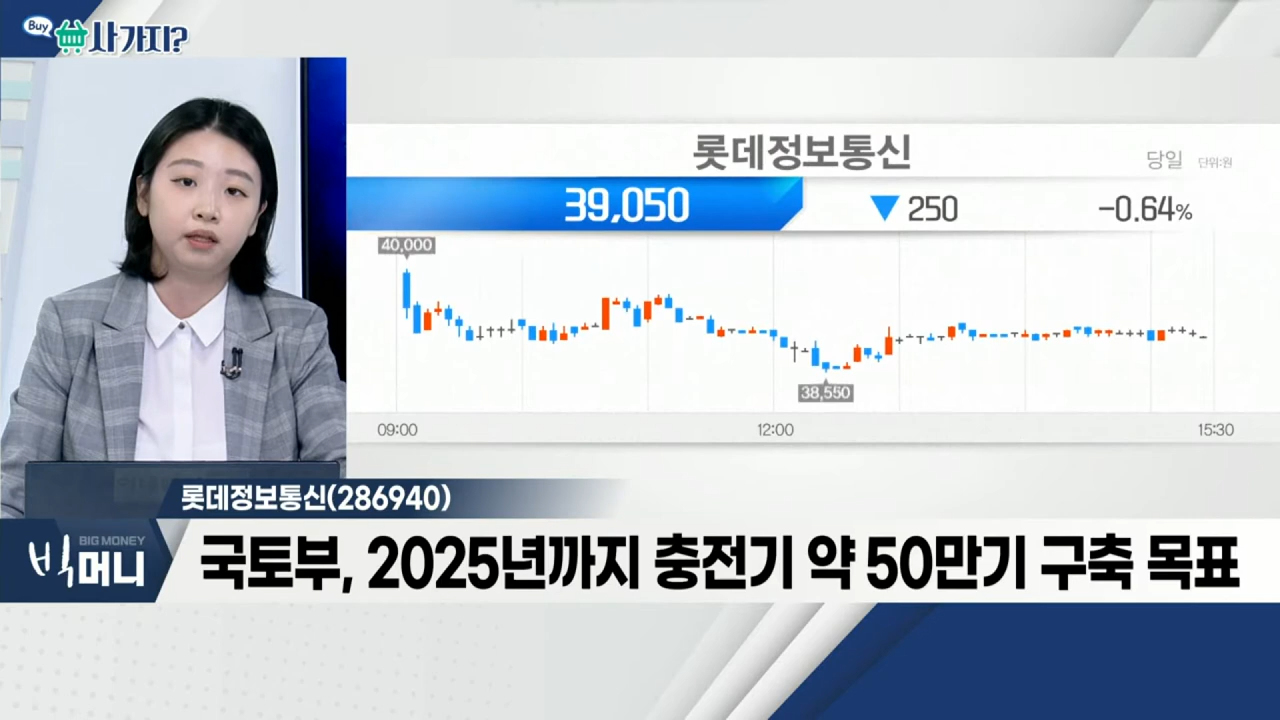 Buy 사가지?
롯데정보통신
당일 단위:원
39,050 ▼ 250 -0.64%
40,000
38,550
09:00 12:00 15:30
롯데정보통신(286940)
BIG MONEY
빅머니
국토부, 2025년까지 충전기 약 50만기 구축 목표